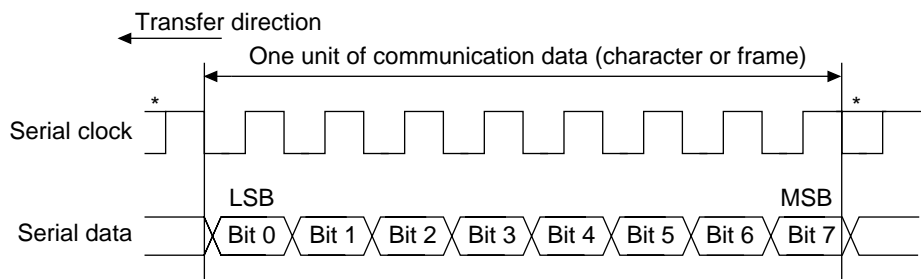 Transfer direction
One unit of communication data (character or frame)
* *
Serial clock
LSB MSB
Serial data Bit 0 Bit 1 Bit 2 Bit 3 Bit 4 Bit 5 Bit 6 Bit 7